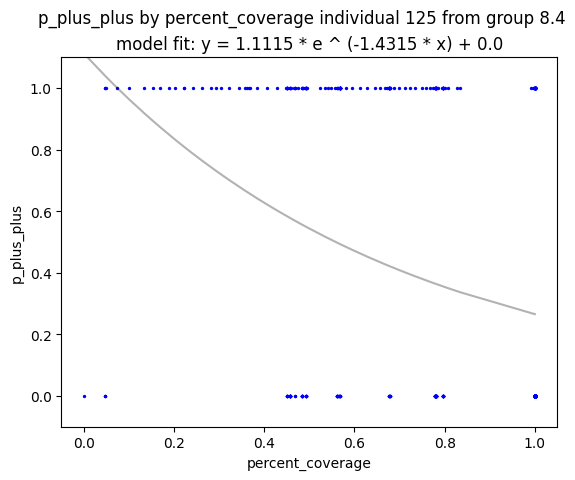 p_plus_plus by percent_coverage individual 125 from group 8.4
model fit: y = 1.1115 * e ^ (-1.4315 * x) + 0.0
1.0
0.8
0.6
0.4
0.2
0.0
p_plus_plus
0.0 0.2 0.4 0.6 0.8 1.0
percent_coverage